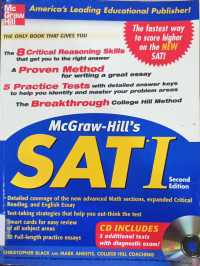 Mc
Graw
Hill
America's Leading Educational Publisher!
THE ONLY BOOK THAT GIVES YOU
The 8 Critical Reasoning Skills
that get you to the right answer
A Proven Method
for writing a great essay
5 Practice Tests with detailed answer keys
to help you identify and master your problem areas
The Breakthrough College Hill Method
The fastest way
to score higher
on the NEW
SAT!
McGraw-Hill's
SAT I
Second
Edition
Detailed coverage of the new advanced Math sections, expanded Critical
Reading, and English Essay
Test-taking strategies that help you out-think the test
Smart cards for easy review
of all subject areas
30 Full-length practice essays
CD INCLUDES
5 additional tests
with diagnostic exam!
CHRISTOPHER BLACK AND MARK ANESTIS, COLLEGE HILL COACHING